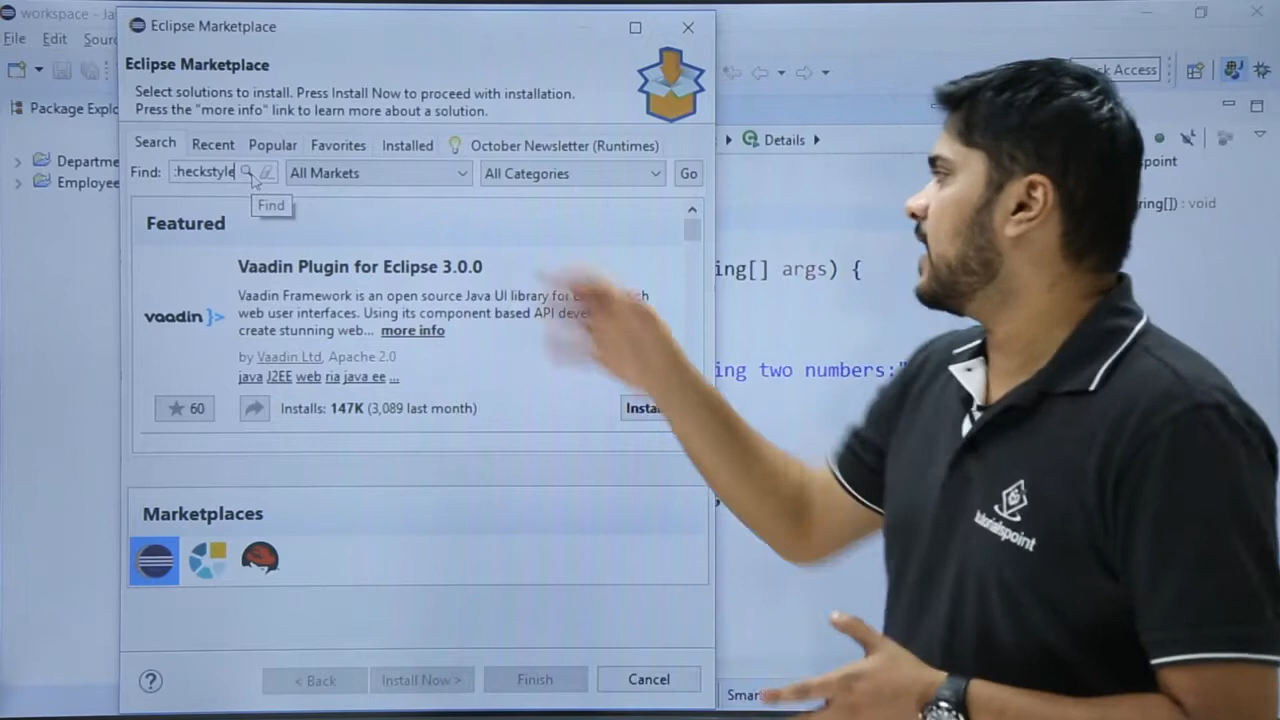 workspace - Ja
Eclipse Marketplace
File Edit Sourc
Eclipse Marketplace
Select solutions to install. Press Install Now to proceed with installation.
Press the "more info" link to learn more about a solution.
Package Explo
Search Recent Popular Favorites Installed October Newsletter (Runtimes)
Find: :heckstyle All Markets All Categories Go
Find
Departme
Employee
Featured
Vaadin Plugin for Eclipse 3.0.0
vaadin}>
Vaadin Framework is an open source Java UI library for
web user interfaces. Using its component based API deve
create stunning web... more info
by Vaadin Ltd, Apache 2.0
java J2EE web ria java ee ...
60 Installs: 147K (3,089 last month) Instal
Marketplaces
? < Back Install Now > Finish Cancel
Access
Details
point
ring[]) : void
ing[] args) {
ing two numbers:"
Smar
tutorialspoint